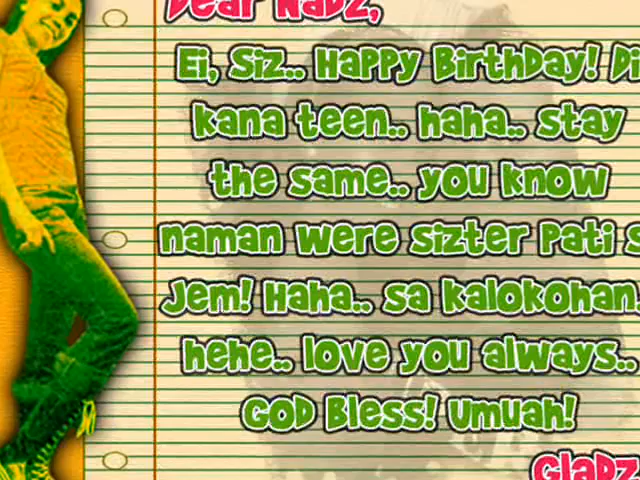 Dear Nadz,
Ei, Siz.. Happy Birthday! Di
kana teen.. haha.. stay
the same.. you know
naman were sizter pati s
Jem! Haha.. sa kalokohan
hehe.. love you always..
GOD Bless! Umuah!
Gladz